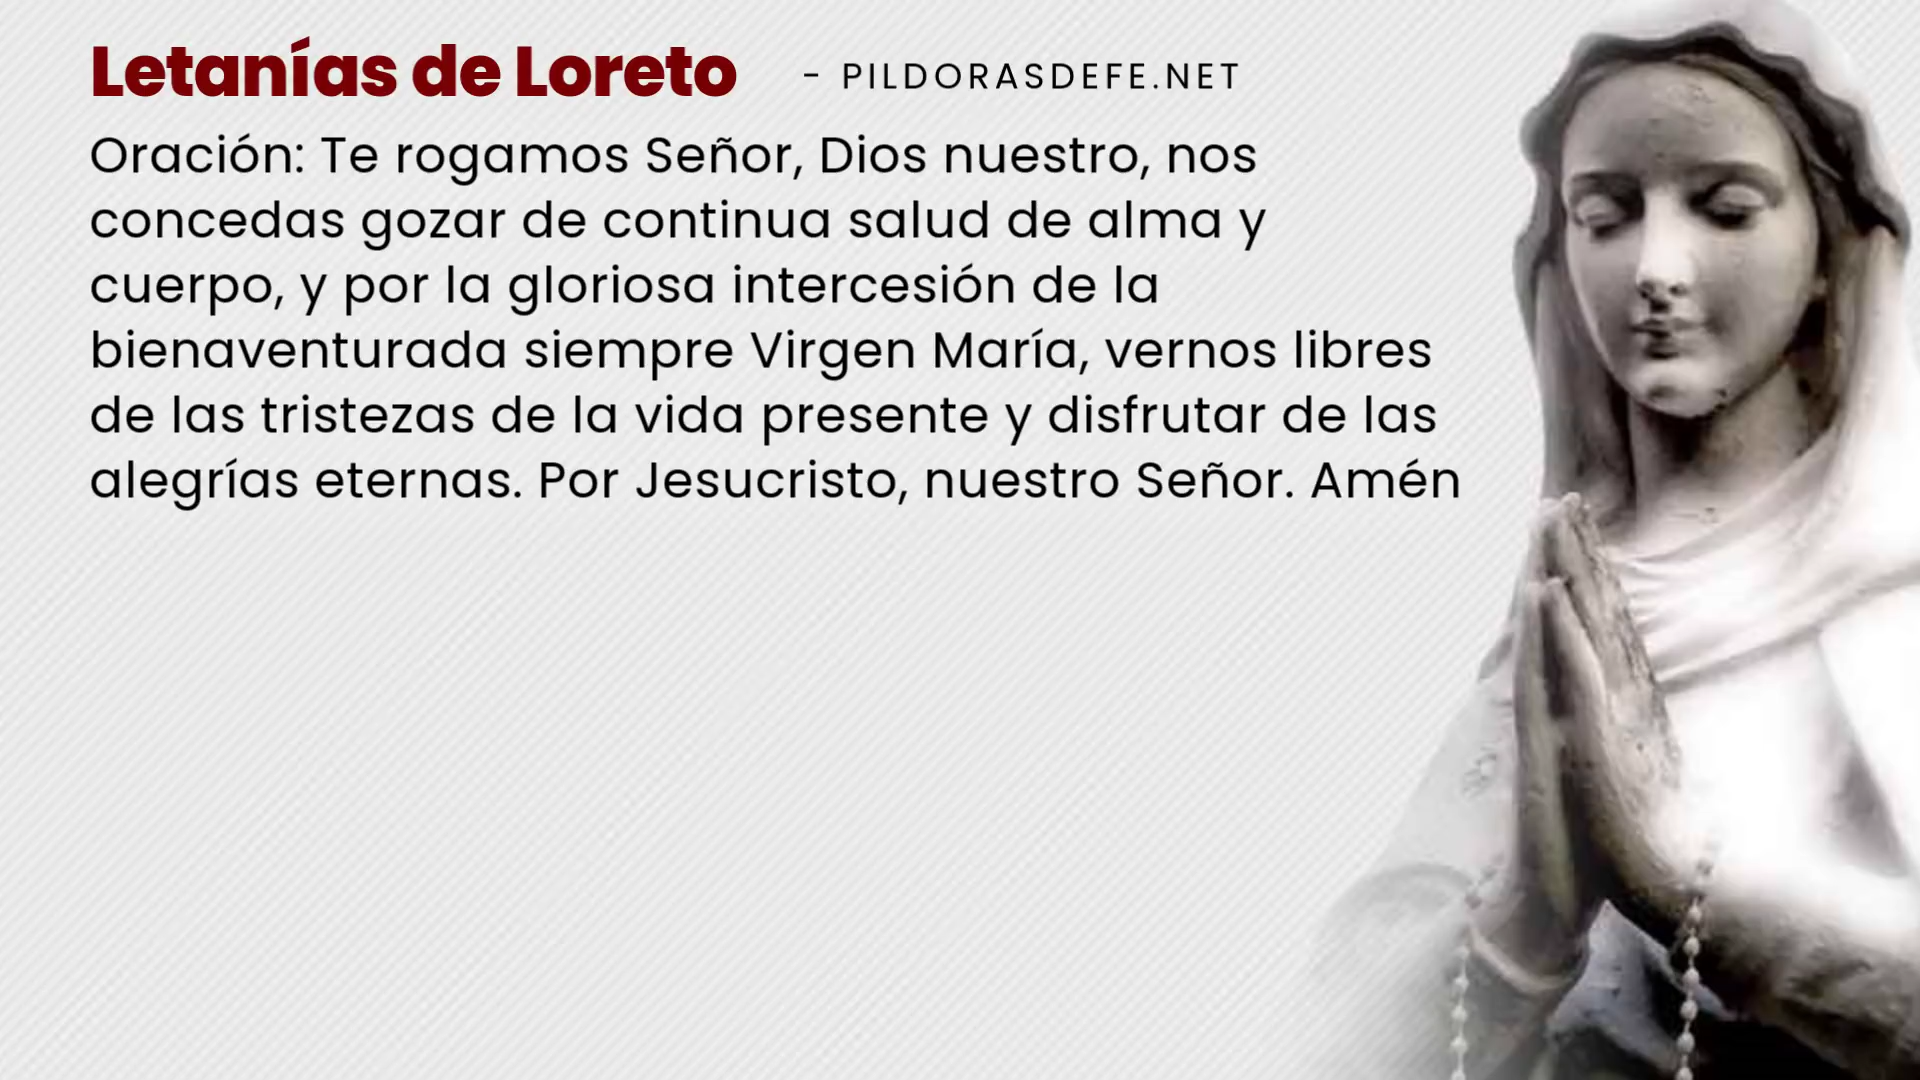 Letanías de Loreto - PILDORASDEFE.NET
Oración: Te rogamos Señor, Dios nuestro, nos
concedas gozar de continua salud de alma y
cuerpo, y por la gloriosa intercesión de la
bienaventurada siempre Virgen María, vernos libres
de las tristezas de la vida presente y disfrutar de las
alegrías eternas. Por Jesucristo, nuestro Señor. Amén